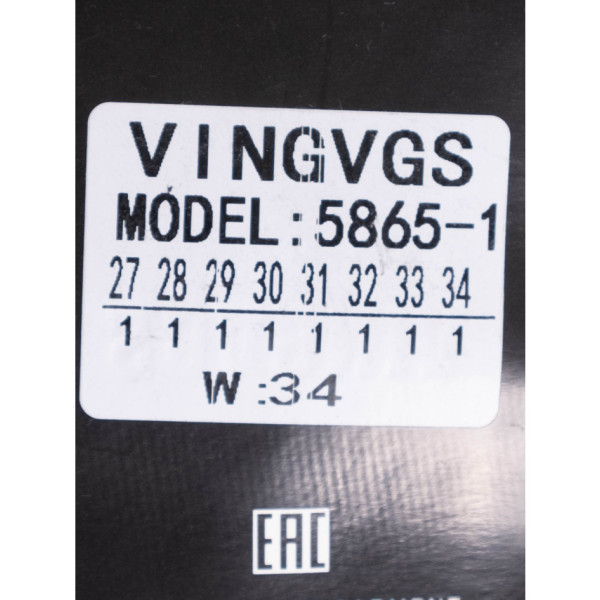 VINGVGS
MODEL: 5865-1
27 28 29 30 31 32 33 34
1 1 1 1 1 1 1 1
W:34
EAC